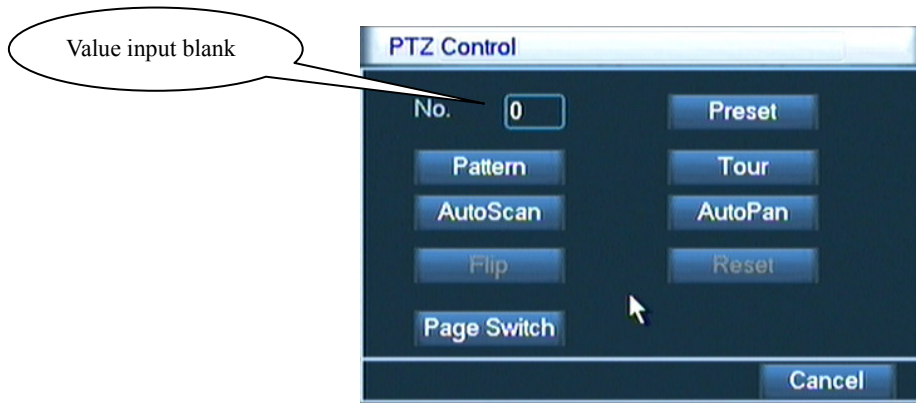 Value input blank
PTZ Control
No. 0 Preset
Pattern Tour
AutoScan AutoPan
Flip Reset
Page Switch
Cancel